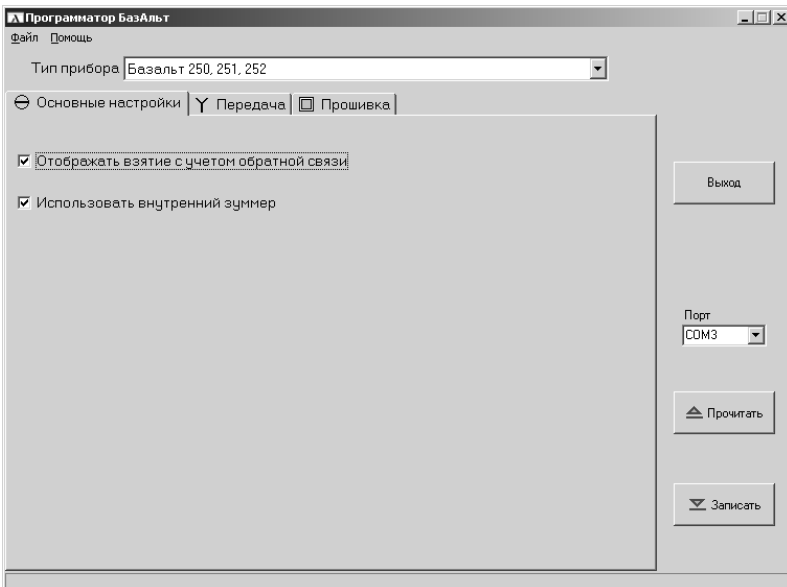 Программатор БазАльт
Файл Помощь
Тип прибора Базальт 250, 251, 252
Основные настройки Передача Прошивка
Отображать взятие с учетом обратной связи
Использовать внутренний зуммер
Выход
Порт
COM3
Прочитать
Записать